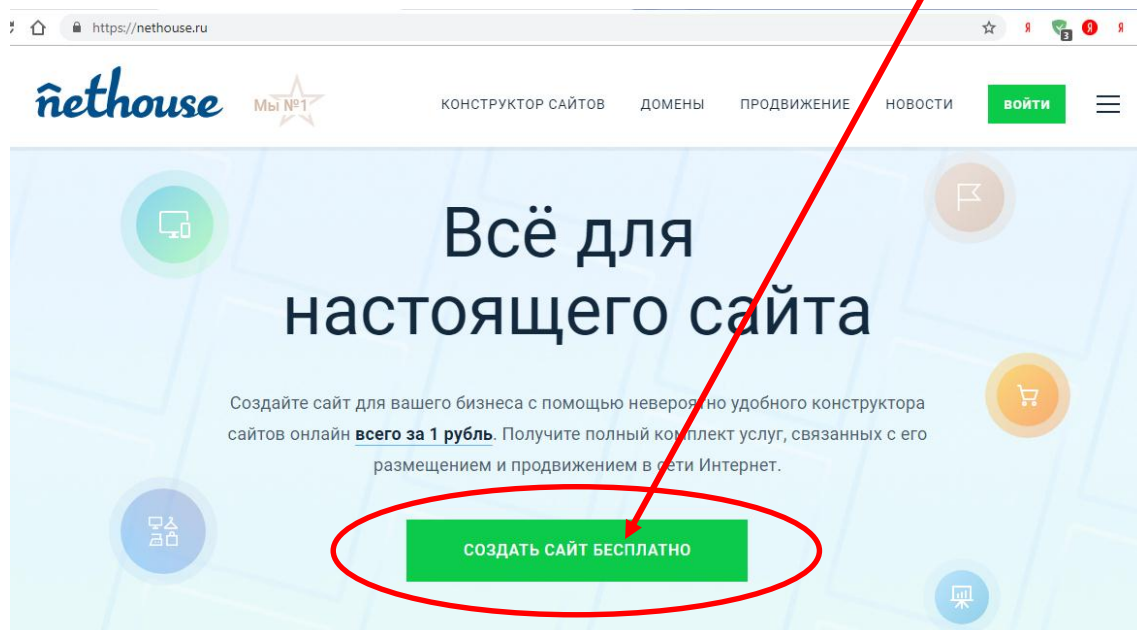 https://nethouse.ru
Я 3 Я Я
n̂ethouse
Мы №1
КОНСТРУКТОР САЙТОВ ДОМЕНЫ ПРОДВИЖЕНИЕ НОВОСТИ ВОЙТИ
Всё для
настоящего сайта
Создайте сайт для вашего бизнеса с помощью невероятно удобного конструктора
сайтов онлайн всего за 1 рубль. Получите полный комплект услуг, связанных с его
размещением и продвижением в сети Интернет.
СОЗДАТЬ САЙТ БЕСПЛАТНО